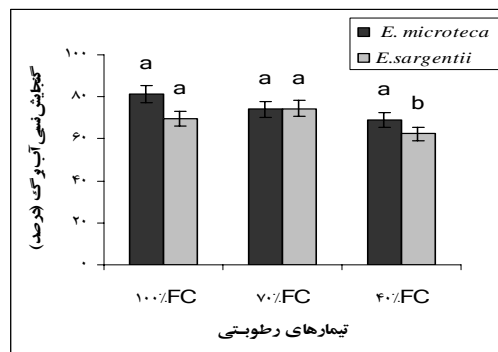 E. microteca
E.sargentii
گنجایش نسبی آب برگ (درصد)
۱۰۰
۸۰
۶۰
۴۰
۲۰
۰
a a a a a b
۱۰۰٪FC ۷۰٪FC ۴۰٪FC
تیمارهای رطوبتی